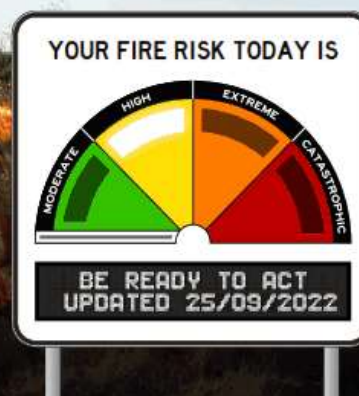 YOUR FIRE RISK TODAY IS
MODERATE
HIGH
EXTREME
CATASTROPHIC
BE READY TO ACT
UPDATED 25/09/2022